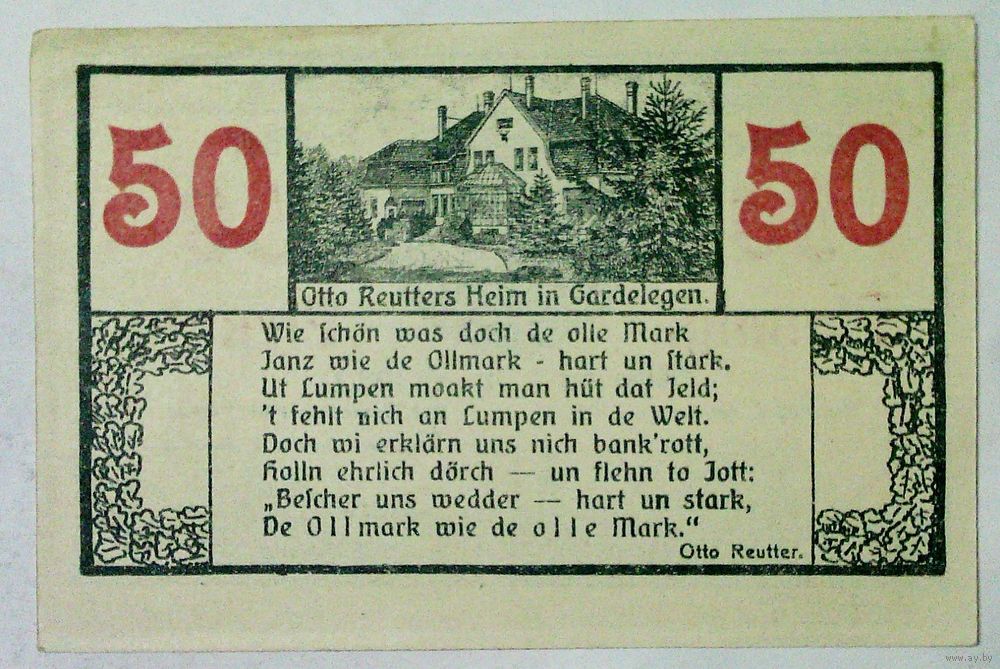 50
50
Otto Reutters Heim in Gardelegen.
Wie ſchön was doch de olle Mark
Janz wie de Ollmark - hart un ſtark.
Ut Lumpen moakt man hüt dat Jeld;
't fehlt nich an Lumpen in de Welt.
Doch wi erklärn uns nich bank'rott,
Holln ehrlich dörch — un flehn to Jott:
„Beſcher uns wedder — hart un stark,
De Ollmark wie de olle Mark.“
Otto Reutter.
www.ay.by